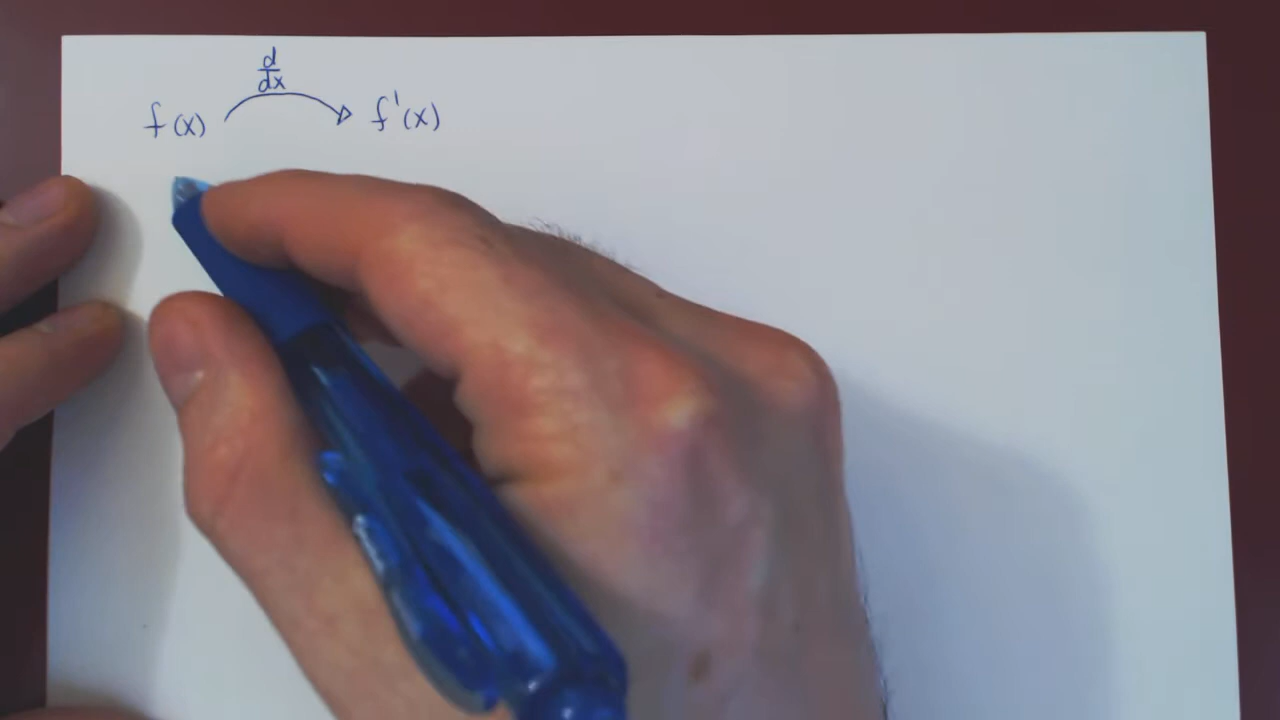 d/dx
f(x) → f'(x)